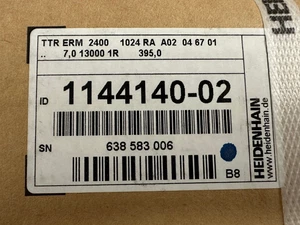 TTR ERM 2400 1024 RA A02 04 67 01
.. 7,0 13000 1R 395,0
ID 1144140-02
SN 638 583 006
B8
HEIDENHAIN
www.heidenhain.de
HEIDE